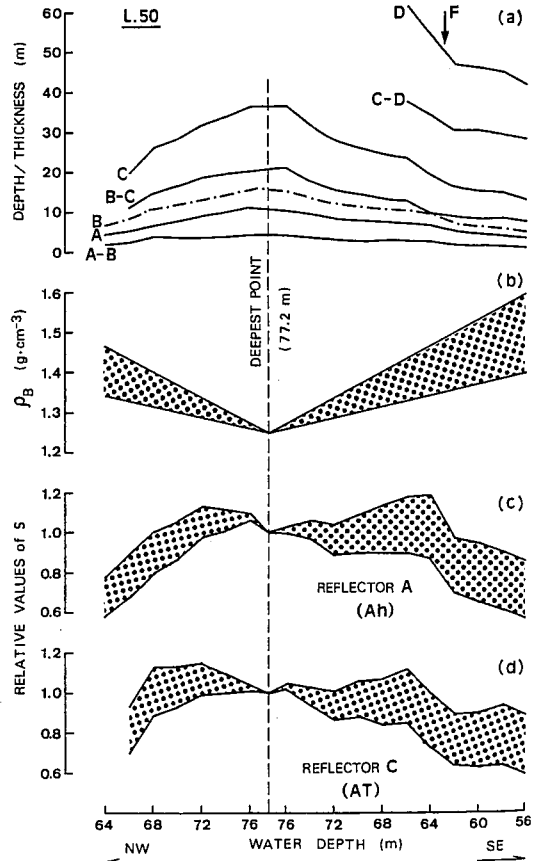 L.50
D
F
(a)
60
50
40
30
20
10
0
DEPTH/THICKNESS (m)
C-D
C
B-C
B
A
A-B
DEEPEST POINT
(77.2 m)
(b)
1.6
1.5
1.4
1.3
1.2
ρB (g·cm⁻³)
(c)
1.2
1.0
0.8
0.6
REFLECTOR A
(Ah)
RELATIVE VALUES OF S
(d)
1.2
1.0
0.8
0.6
REFLECTOR C
(AT)
64 68 72 76 76 72 68 64 60 56
NW WATER DEPTH (m) SE